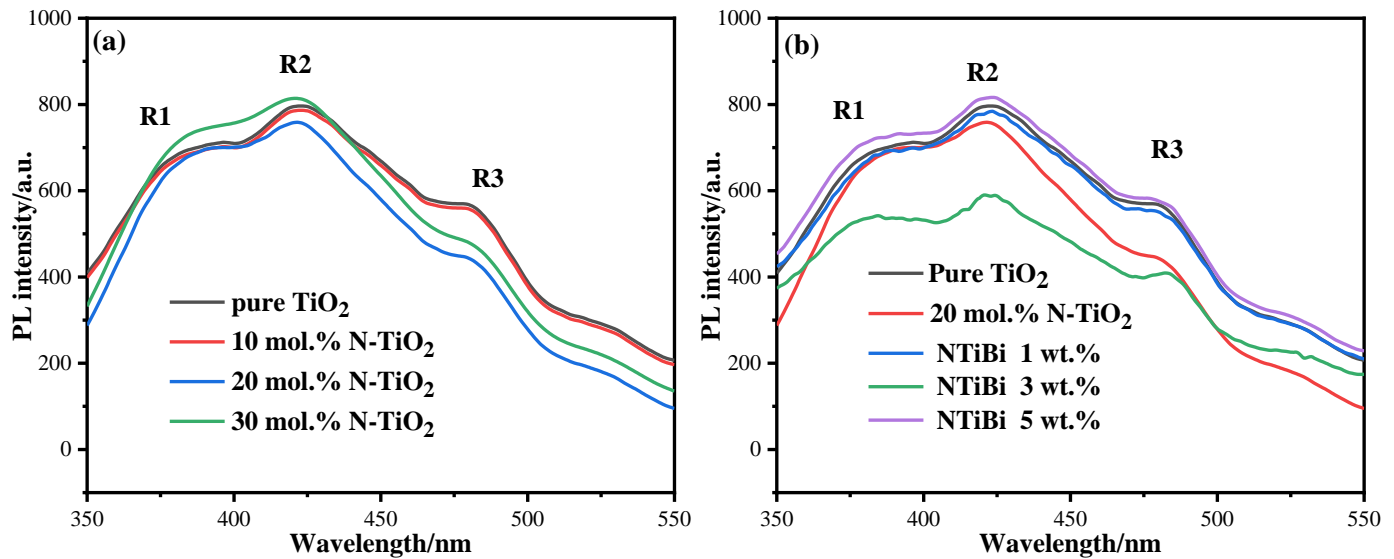 (a)
R1
R2
R3
pure TiO₂
10 mol.% N-TiO₂
20 mol.% N-TiO₂
30 mol.% N-TiO₂
PL intensity/a.u.
1000
800
600
400
200
0
350
400
450
500
550
Wavelength/nm
(b)
R1
R2
R3
Pure TiO₂
20 mol.% N-TiO₂
NTiBi 1 wt.%
NTiBi 3 wt.%
NTiBi 5 wt.%
PL intensity/a.u.
1000
800
600
400
200
0
350
400
450
500
550
Wavelength/nm